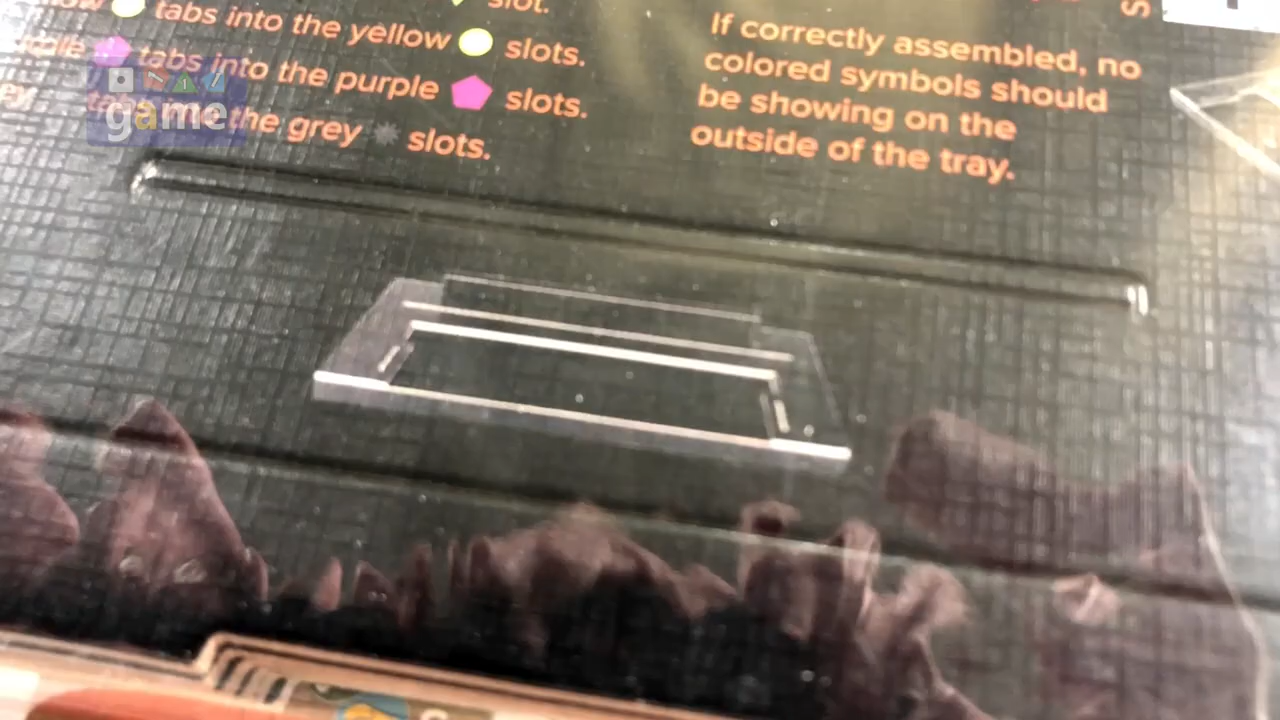 slot.
tabs into the yellow slots.
tabs into the purple slots.
the grey slots.
If correctly assembled, no
colored symbols should
be showing on the
outside of the tray.
game